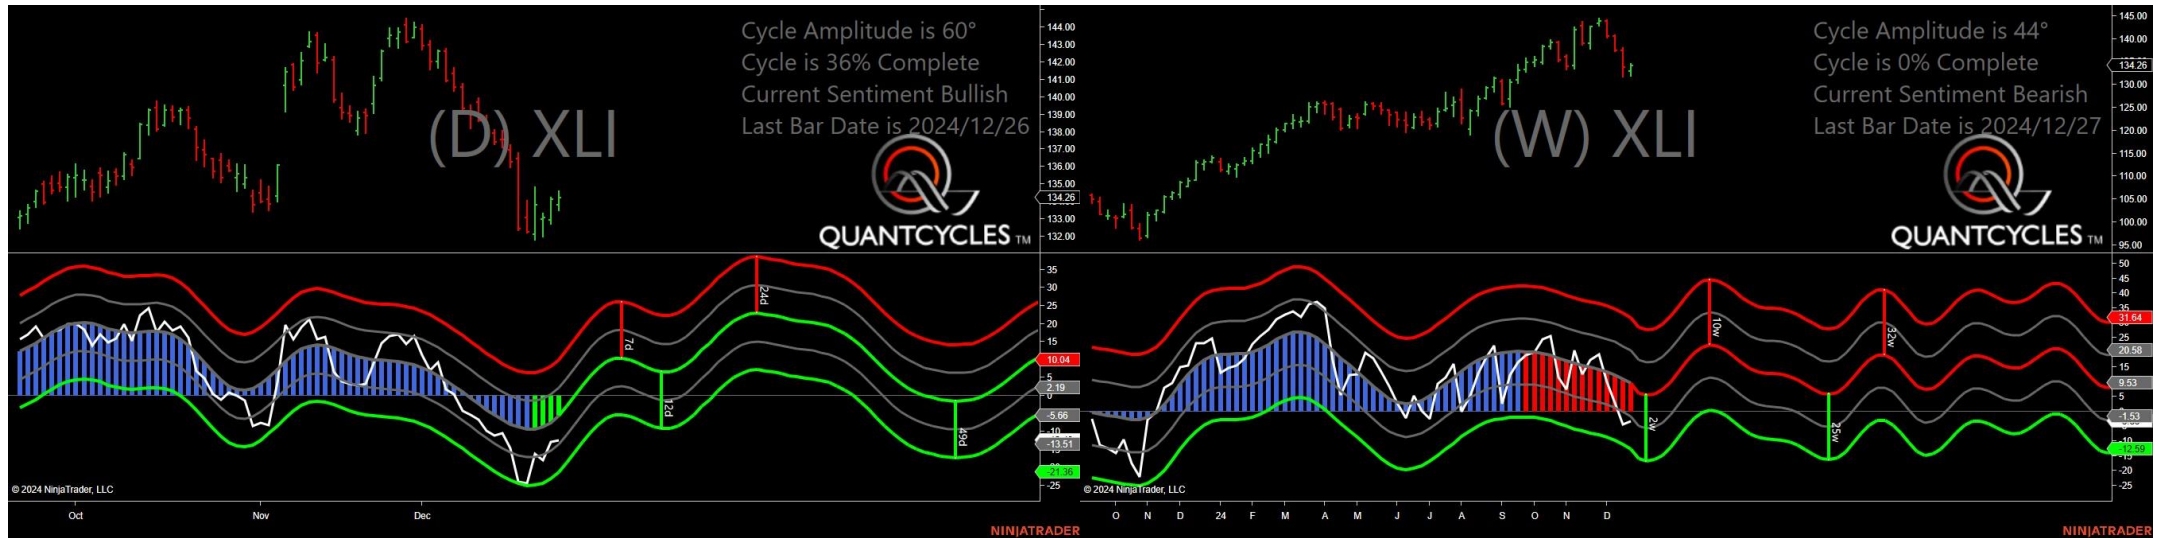 Cycle Amplitude is 60°
Cycle is 36% Complete
Current Sentiment Bullish
Last Bar Date is 2024/12/26
(D) XLI
QUANTCYCLES TM
144.00
143.00
142.00
141.00
140.00
139.00
138.00
137.00
136.00
135.00
134.26
133.00
132.00
35
30
25
20
15
10.04
5
2.19
0
-5.66
-10
-13.51
-21.36
-25
7d
12d
24d
49d
© 2024 NinjaTrader, LLC
Oct
Nov
Dec
NINJATRADER
Cycle Amplitude is 44°
Cycle is 0% Complete
Current Sentiment Bearish
Last Bar Date is 2024/12/27
(W) XLI
QUANTCYCLES TM
145.00
140.00
134.26
130.00
125.00
120.00
115.00
110.00
105.00
100.00
95.00
50
45
40
35
31.64
25
20.58
15
9.53
5
-1.53
-10
-12.59
-15
-20
-25
2w
10w
25w
32w
© 2024 NinjaTrader, LLC
O N D 24 F M A M J J A S O N D
NINJATRADER